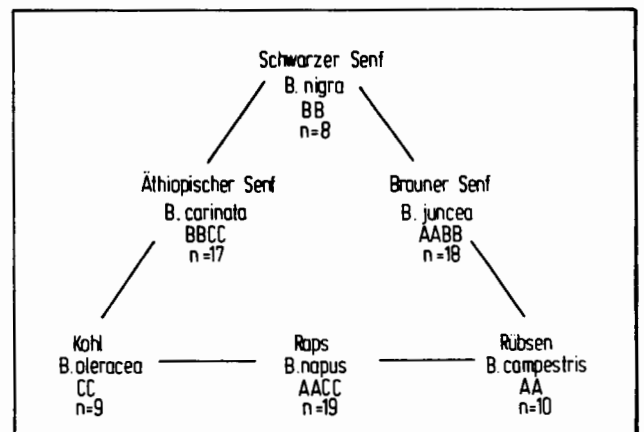 Schwarzer Senf
B. nigra
BB
n=8
Äthiopischer Senf
B. carinata
BBCC
n=17
Brauner Senf
B. juncea
AABB
n=18
Kohl
B. oleracea
CC
n=9
Raps
B. napus
AACC
n=19
Rübsen
B. campestris
AA
n=10